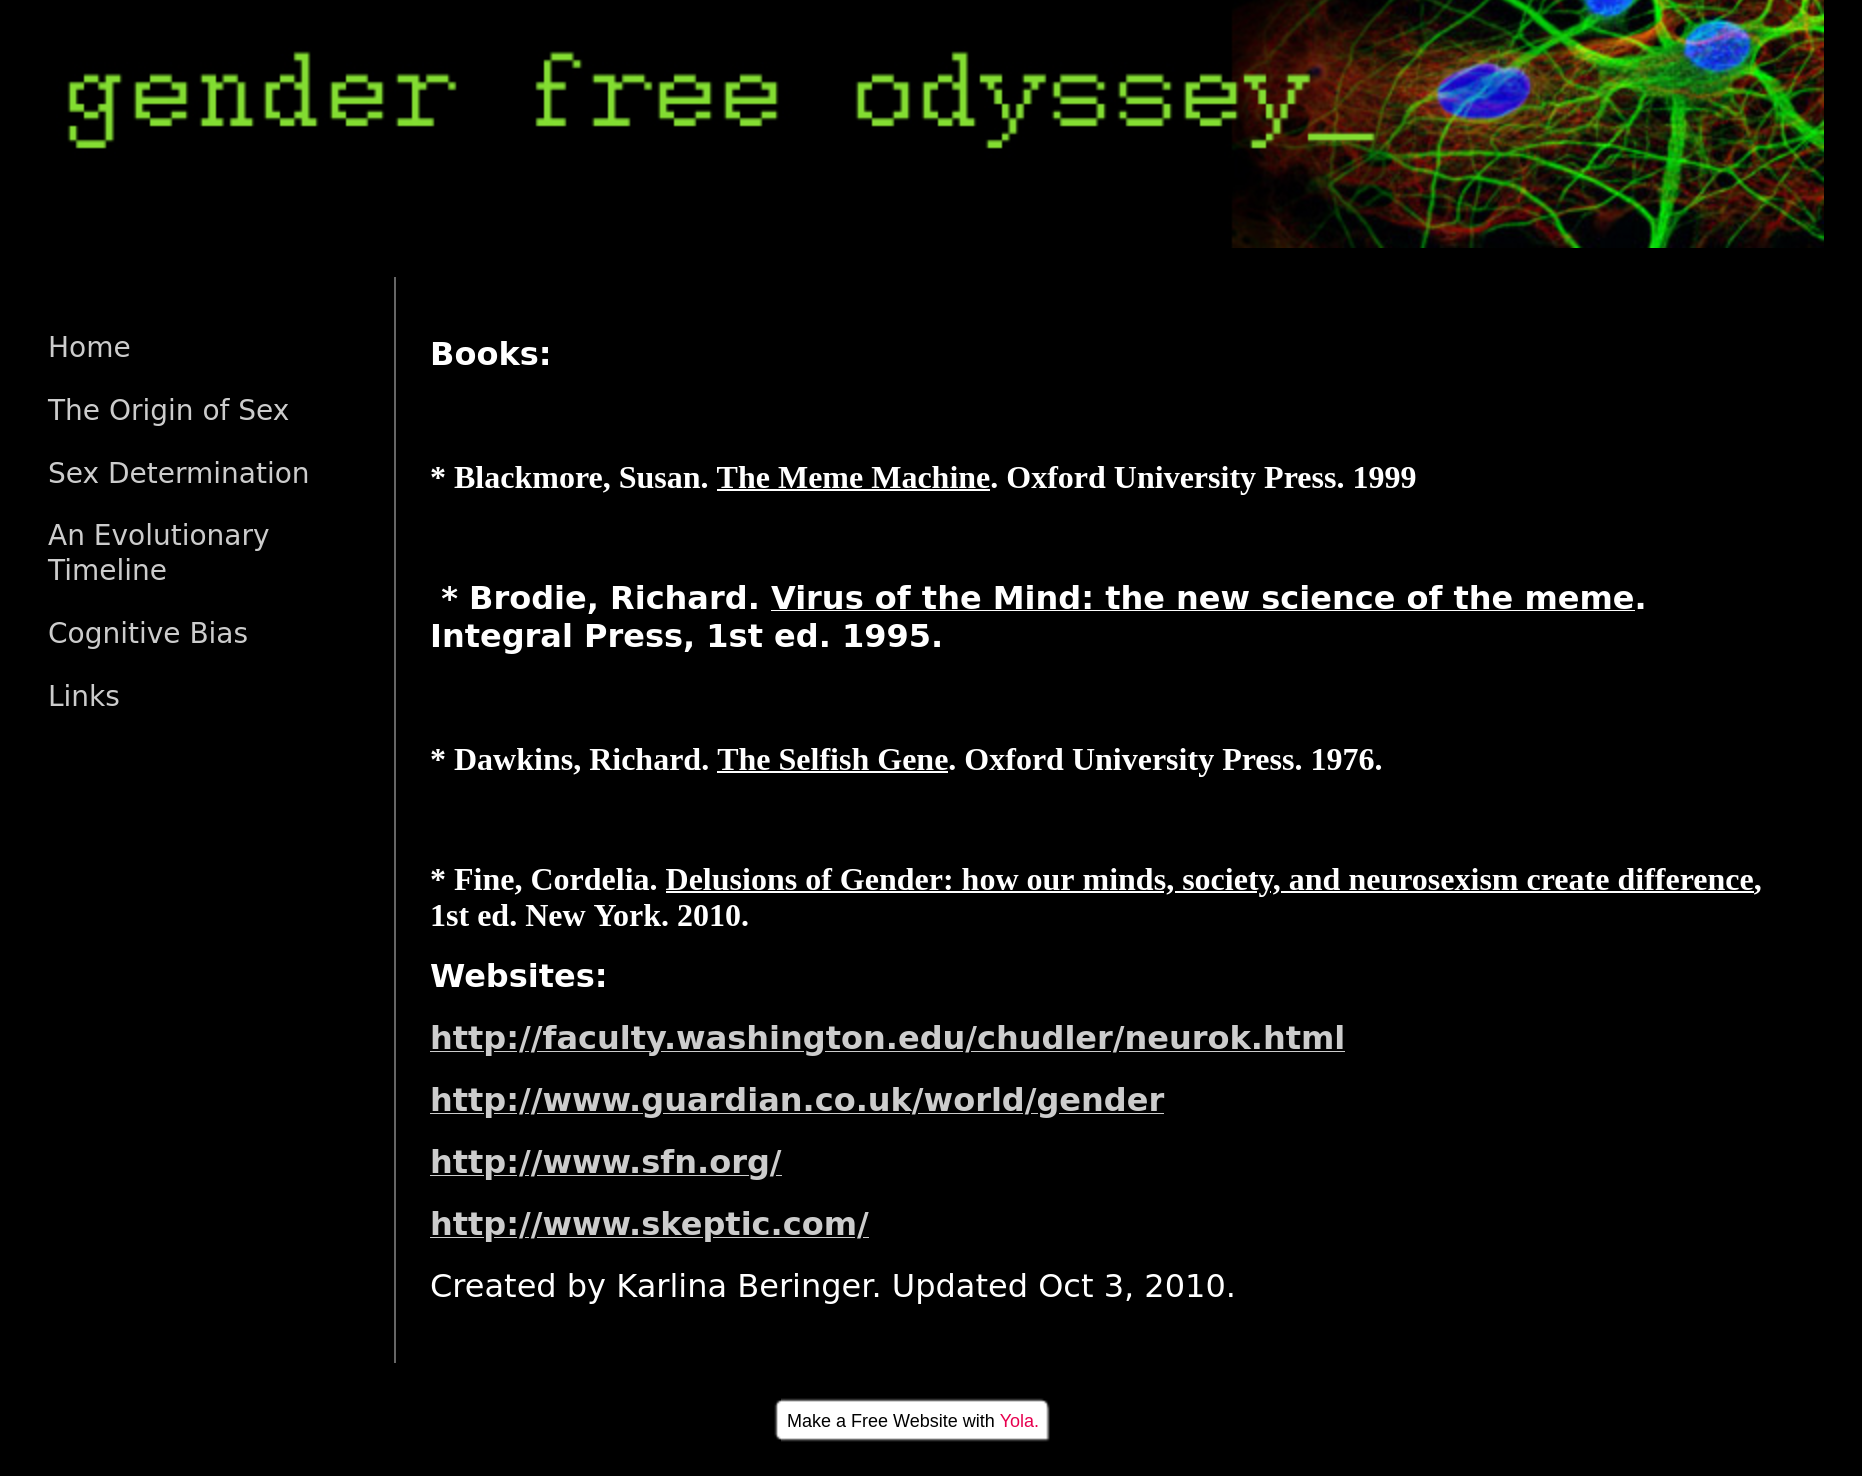 gender free odyssey_
Home
The Origin of Sex
Sex Determination
An Evolutionary
Timeline
Cognitive Bias
Links
Books:
* Blackmore, Susan. The Meme Machine. Oxford University Press. 1999
* Brodie, Richard. Virus of the Mind: the new science of the meme.
Integral Press, 1st ed. 1995.
* Dawkins, Richard. The Selfish Gene. Oxford University Press. 1976.
* Fine, Cordelia. Delusions of Gender: how our minds, society, and neurosexism create difference,
1st ed. New York. 2010.
Websites:
http://faculty.washington.edu/chudler/neurok.html
http://www.guardian.co.uk/world/gender
http://www.sfn.org/
http://www.skeptic.com/
Created by Karlina Beringer. Updated Oct 3, 2010.
Make a Free Website with Yola.